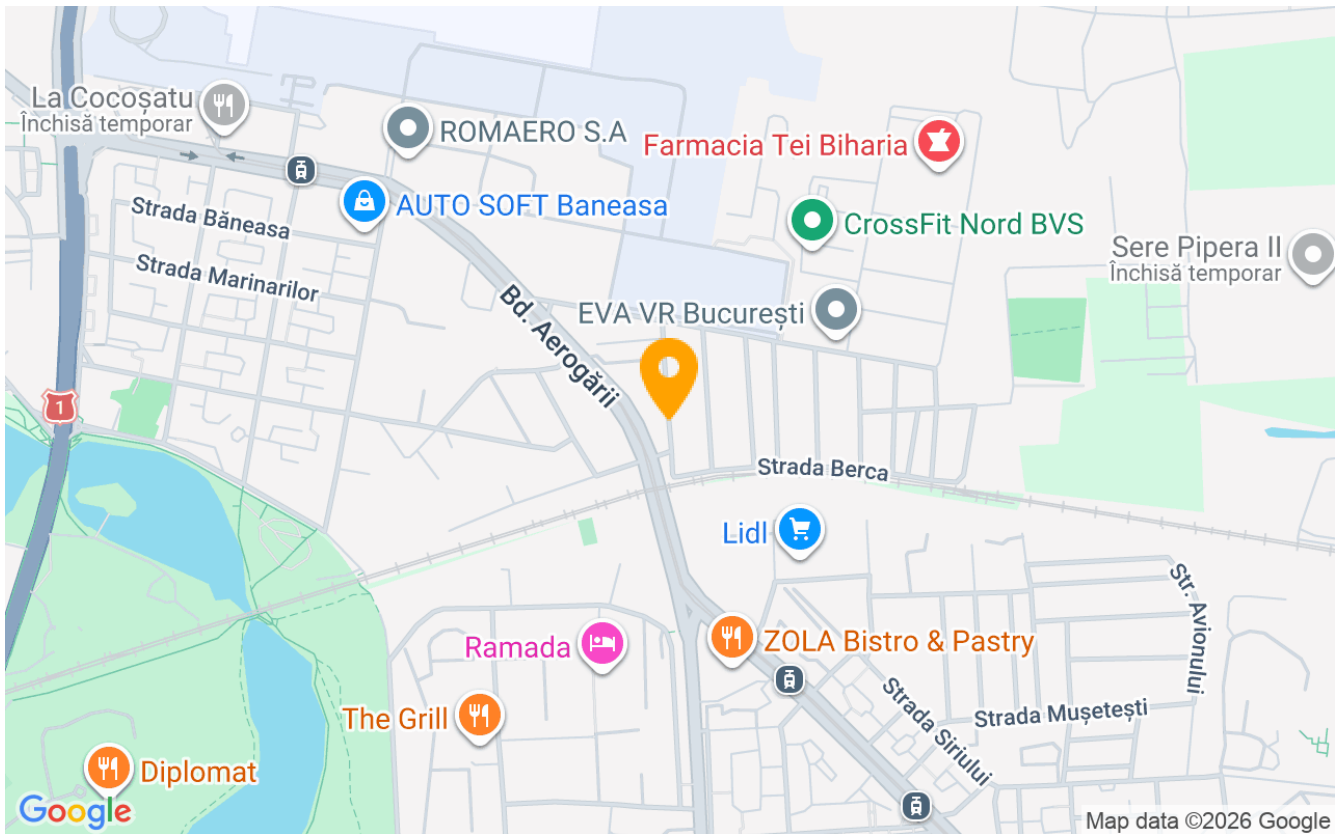 La Cocoșatu
Închisă temporar
ROMAERO S.A
Farmacia Tei Biharia
AUTO SOFT Baneasa
Strada Băneasa
CrossFit Nord BVS
Sere Pipera II
Închisă temporar
Strada Marinarilor
EVA VR București
Bd. Aerogării
1
Strada Berca
Lidl
Str. Avionului
Ramada
ZOLA Bistro & Pastry
The Grill
Strada Siriului
Strada Mușetești
Diplomat
Google
Map data ©2026 Google